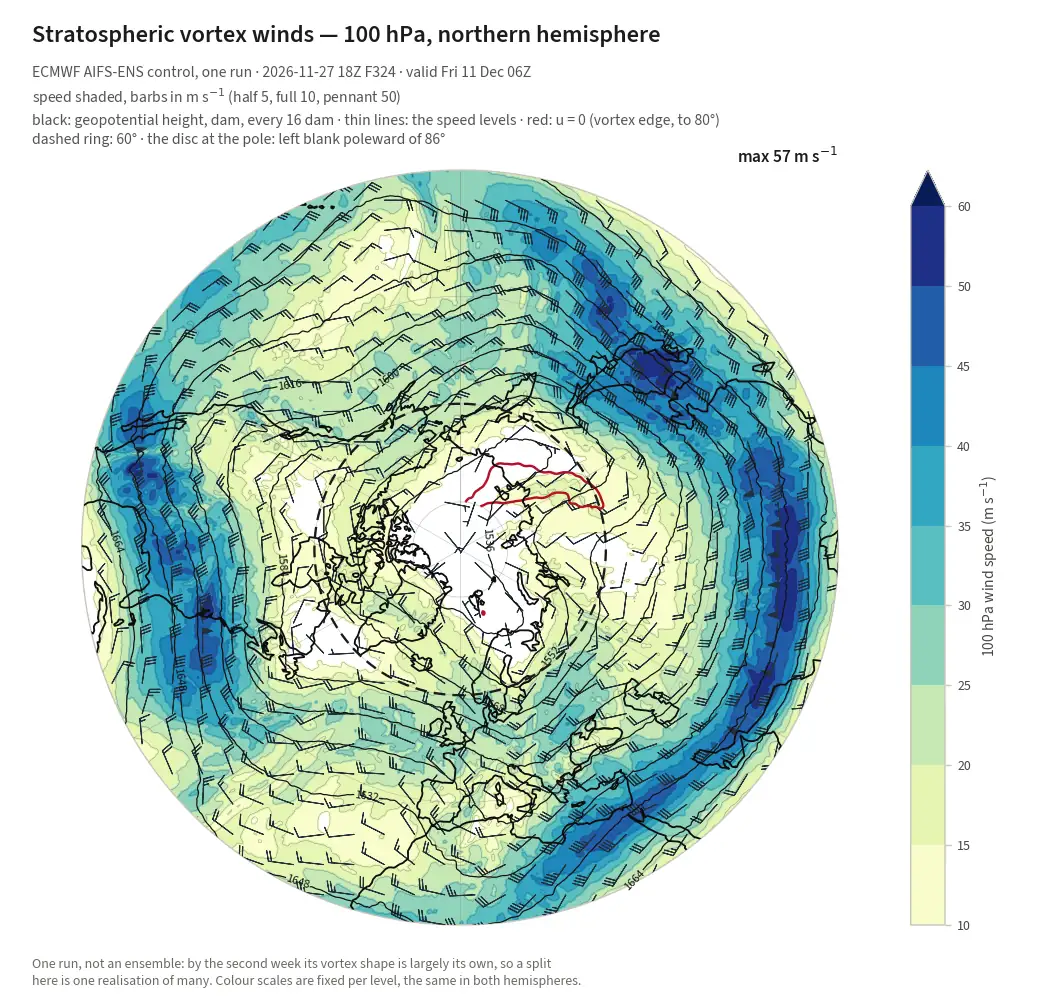 Stratospheric vortex winds — 100 hPa, northern hemisphere
ECMWF AIFS-ENS control, one run · 2026-11-27 18Z F324 · valid Fri 11 Dec 06Z
speed shaded, barbs in m s⁻¹ (half 5, full 10, pennant 50)
black: geopotential height, dam, every 16 dam · thin lines: the speed levels · red: u = 0 (vortex edge, to 80°)
dashed ring: 60° · the disc at the pole: left blank poleward of 86°
max 57 m s⁻¹
60
50
45
40
35
30
25
20
15
10
100 hPa wind speed (m s⁻¹)
1616
1600
1664
1536
1552
1648
1632
1648
1664
One run, not an ensemble: by the second week its vortex shape is largely its own, so a split
here is one realisation of many. Colour scales are fixed per level, the same in both hemispheres.